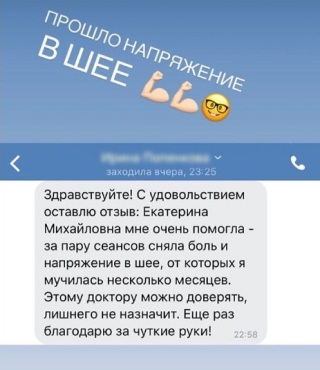 ПРОШЛО НАПРЯЖЕНИЕ
В ШЕЕ
заходила вчера, 23:25
Здравствуйте! С удовольствием
оставлю отзыв: Екатерина
Михайловна мне очень помогла -
за пару сеансов сняла боль и
напряжение в шее, от которых я
мучилась несколько месяцев.
Этому доктору можно доверять,
лишнего не назначит. Еще раз
благодарю за чуткие руки!
22:58